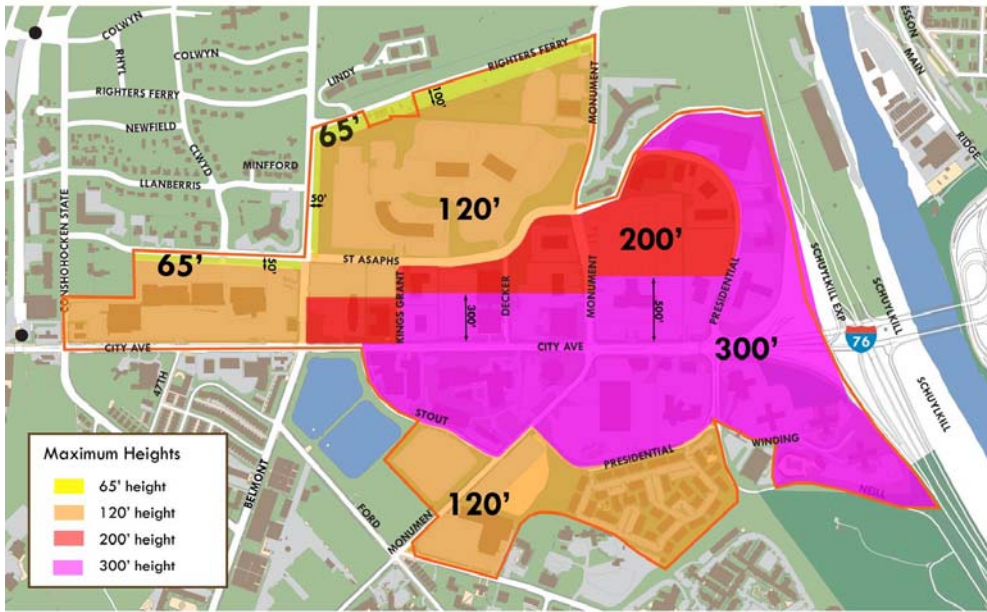 COLWYN
COLWYN
RHYL
RIGHTERS FERRY
NEWFIELD
CLWYD
MINFFORD
LLANBERRIS
CONSHOHOCKEN STATE
LINDY
RIGHTERS FERRY
100'
65'
MONUMENT
50'
120'
MAIN
RIDGE
65'
50'
ST ASAPHS
200'
KINGS GRANT
300'
DECKER
MONUMENT
500'
PRESIDENTIAL
SCHUYLKILL EXP
SCHUYLKILL
CITY AVE
CITY AVE
300'
76
47TH
STOUT
SCHUYLKILL
BELMONT
FORD
MONUMEN
120'
PRESIDENTIAL
WINDING
NEILL
Maximum Heights
65' height
120' height
200' height
300' height